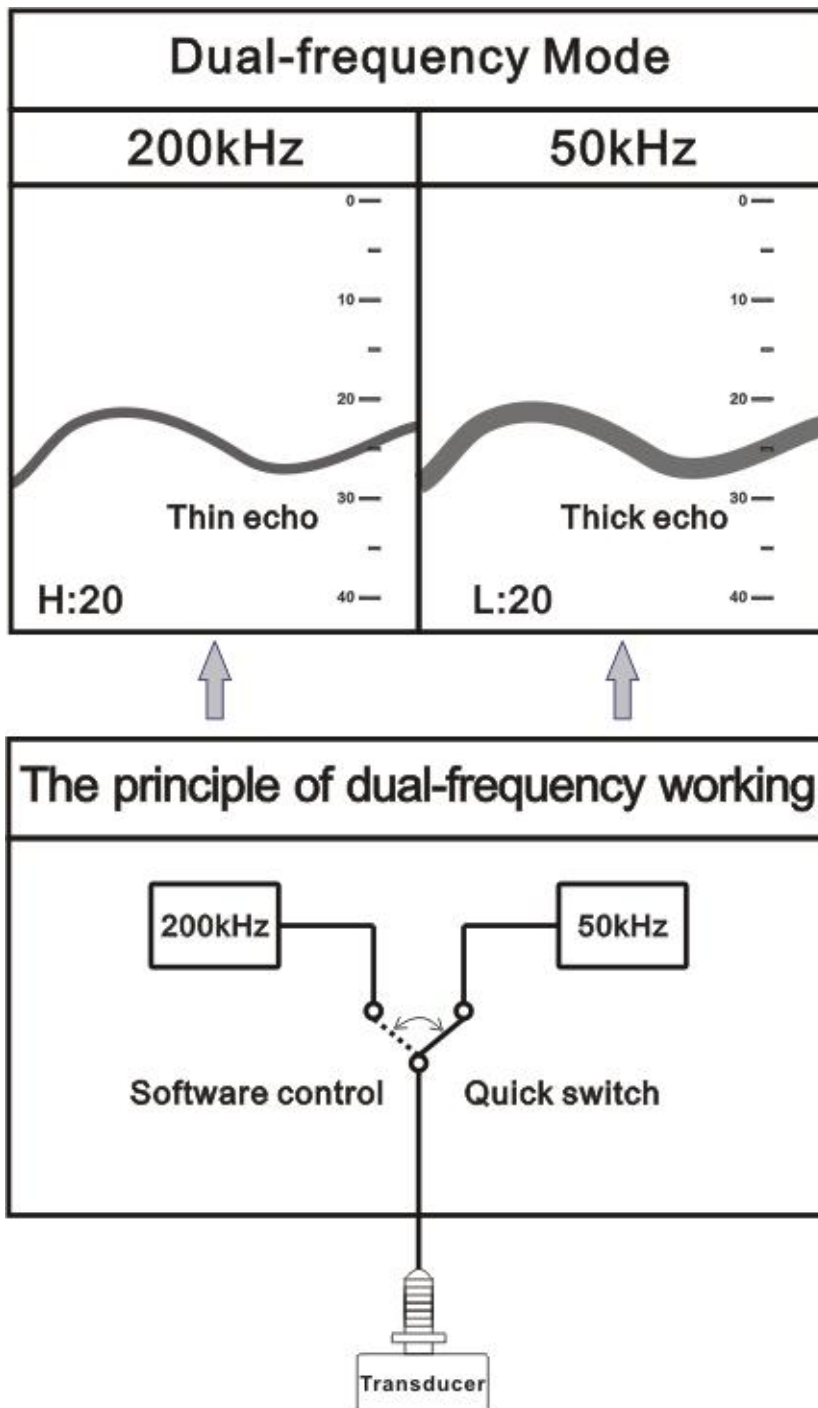 Dual-frequency Mode
200kHz
50kHz
0
10
20
30
40
Thin echo
H:20
0
10
20
30
40
Thick echo
L:20
The principle of dual-frequency working
200kHz
50kHz
Software control
Quick switch
Transducer